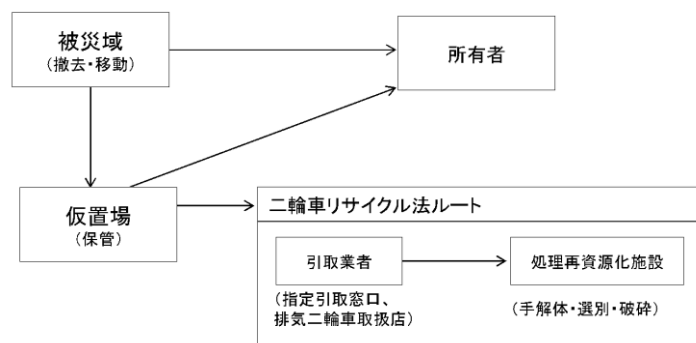 被災域
（撤去・移動）
所有者
仮置場
（保管）
二輪車リサイクル法ルート
引取業者
処理再資源化施設
（指定引取窓口、
排気二輪車取扱店）
（手解体・選別・破砕）